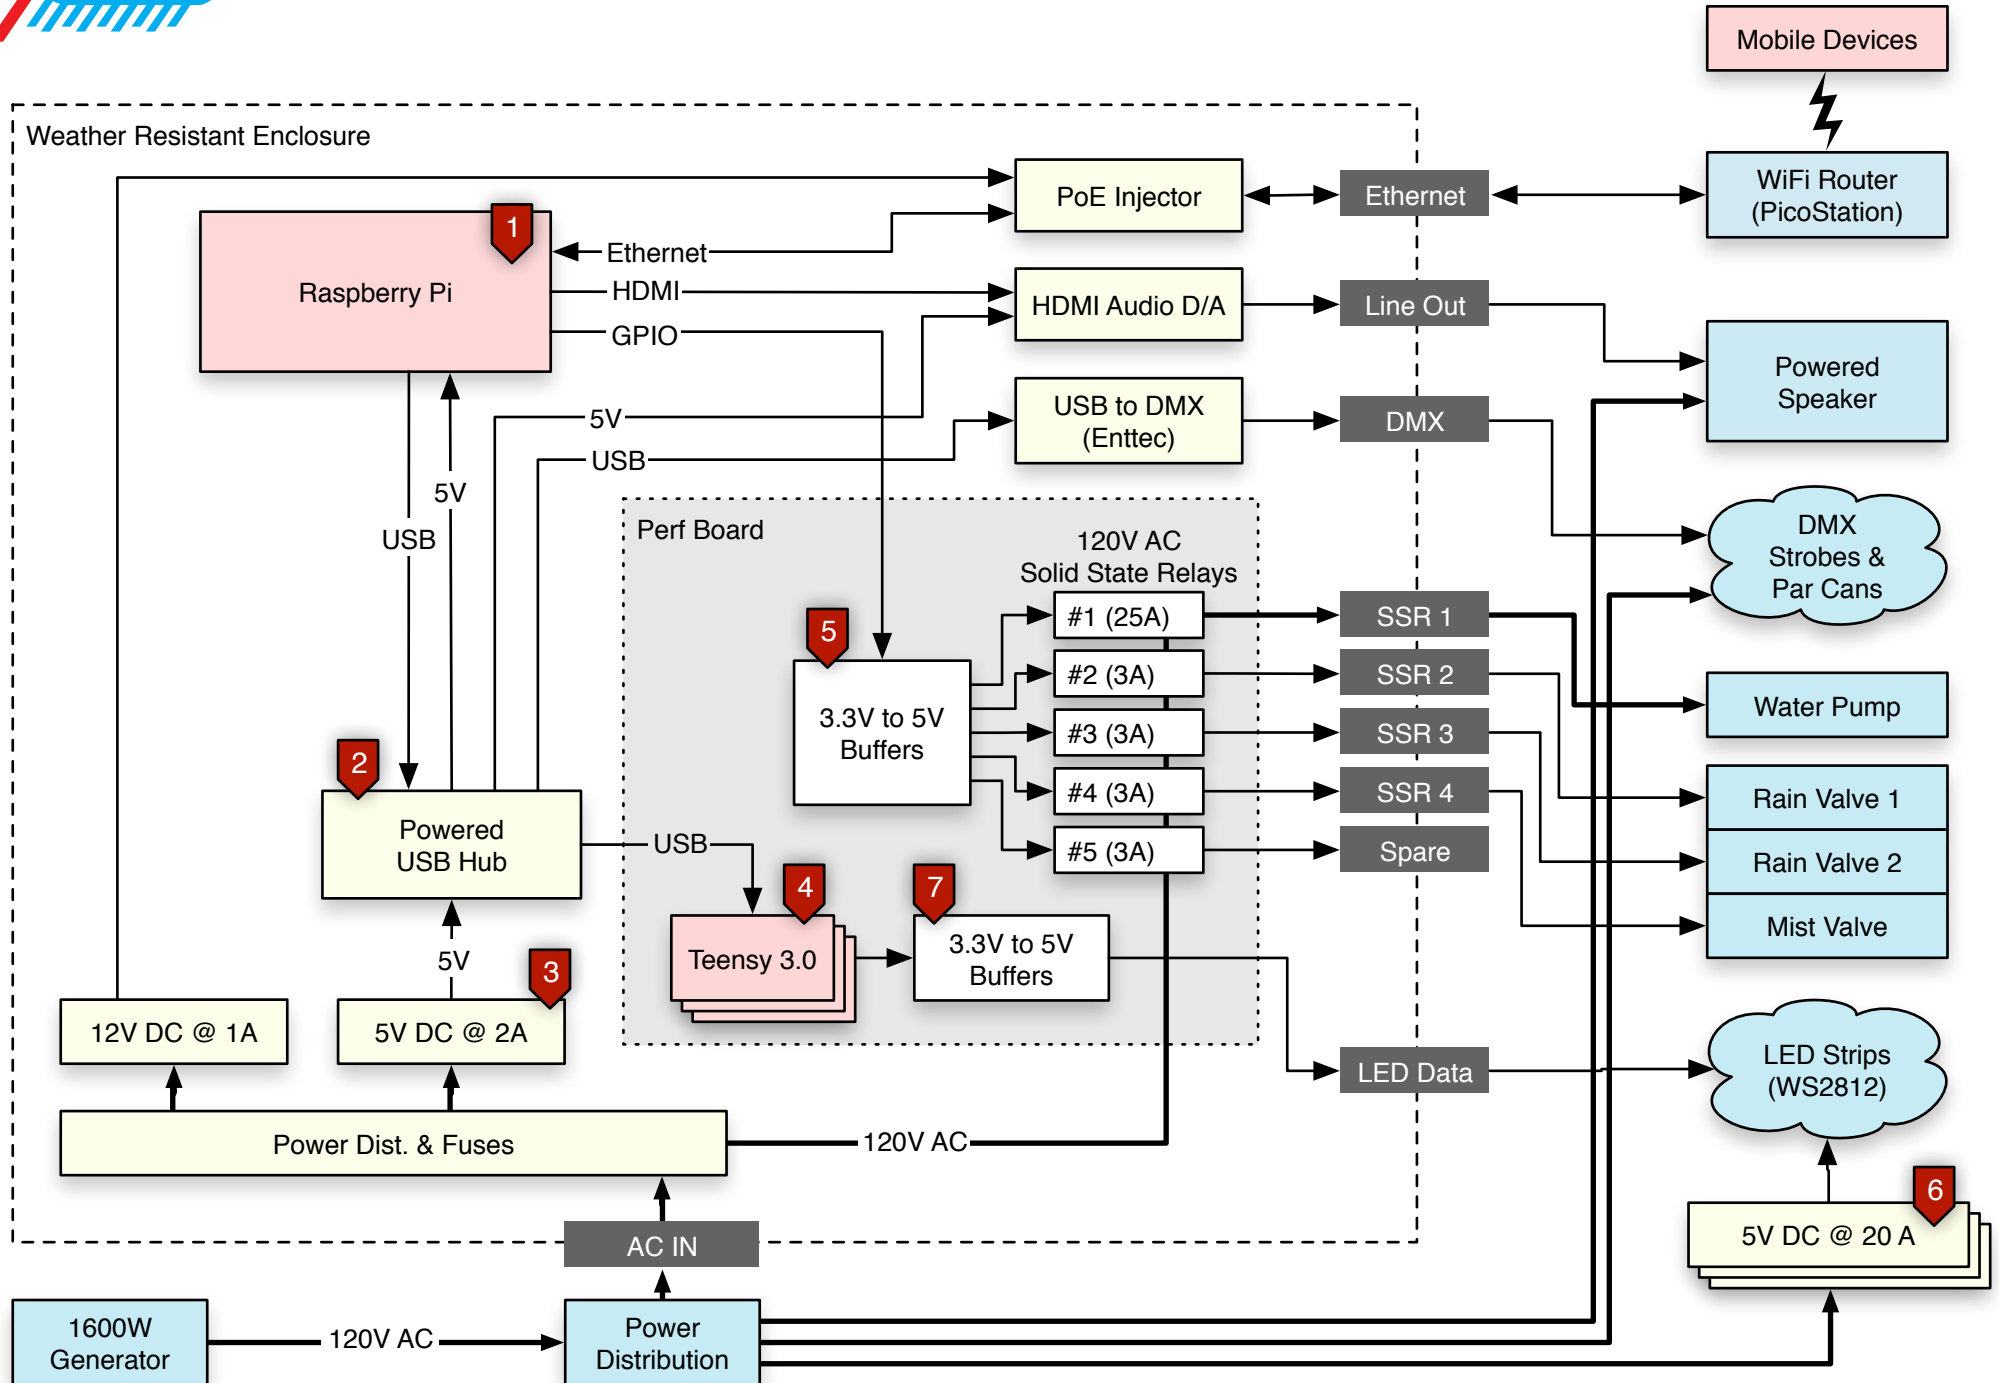 Mobile Devices
Weather Resistant Enclosure
PoE Injector
Ethernet
WiFi Router
(PicoStation)
1
Raspberry Pi
Ethernet
HDMI
GPIO
HDMI Audio D/A
Line Out
Powered
Speaker
5V
USB
USB to DMX
(Enttec)
DMX
5V
USB
DMX
Strobes &
Par Cans
Perf Board
120V AC
Solid State Relays
5
3.3V to 5V
Buffers
#1 (25A)
#2 (3A)
#3 (3A)
#4 (3A)
#5 (3A)
SSR 1
SSR 2
SSR 3
SSR 4
Spare
Water Pump
Rain Valve 1
Rain Valve 2
Mist Valve
2
Powered
USB Hub
USB
4
Teensy 3.0
7
3.3V to 5V
Buffers
5V
3
12V DC @ 1A
5V DC @ 2A
LED Data
LED Strips
(WS2812)
Power Dist. & Fuses
120V AC
6
5V DC @ 20 A
AC IN
1600W
Generator
120V AC
Power
Distribution